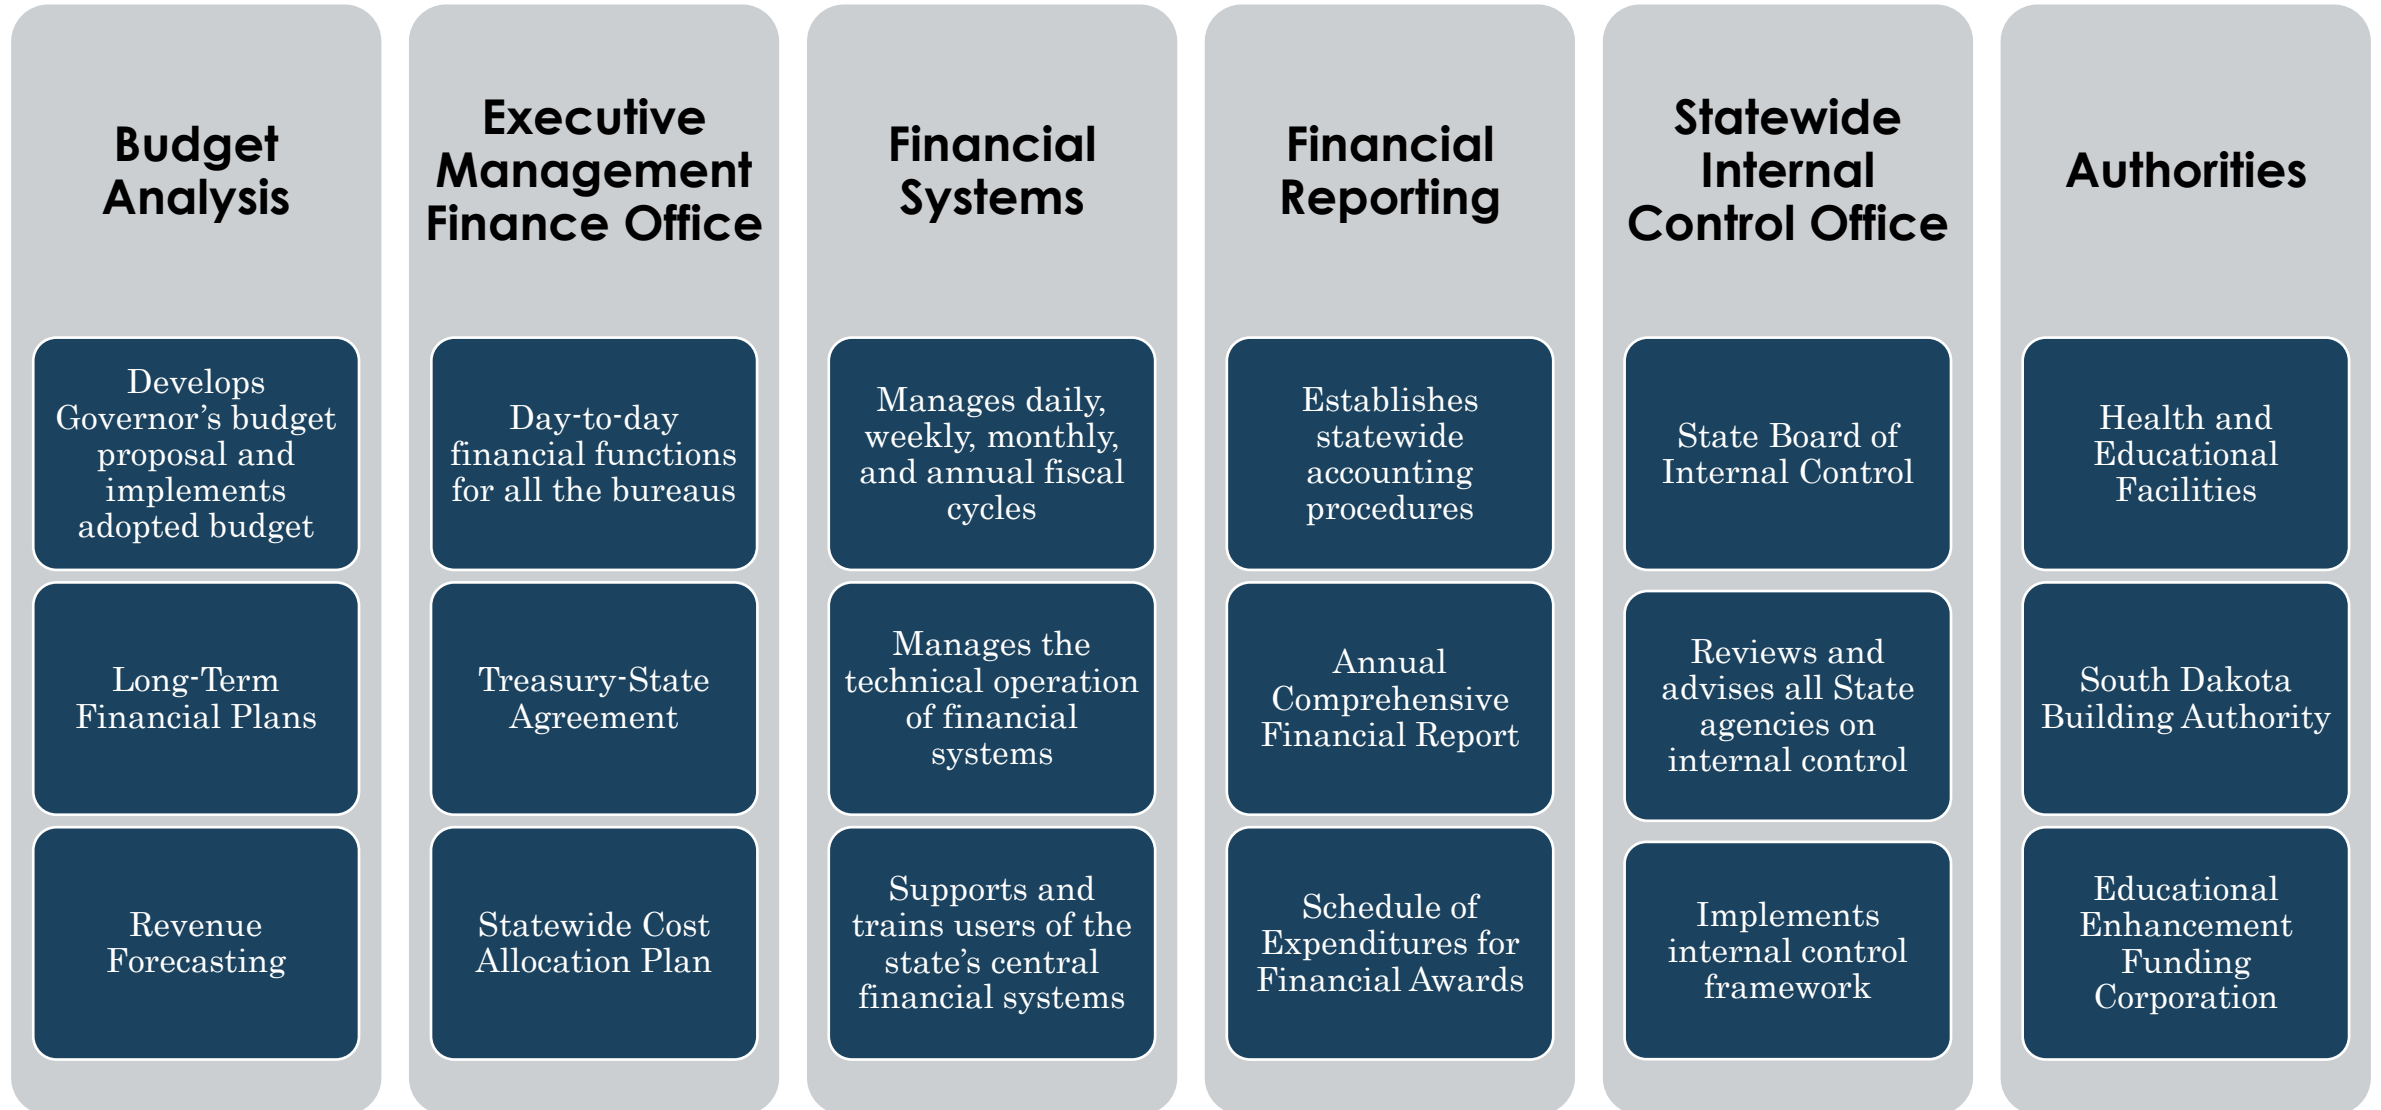 Budget
Analysis
Develops
Governor’s budget
proposal and
implements
adopted budget
Long-Term
Financial Plans
Revenue
Forecasting
Executive
Management
Finance Office
Day-to-day
financial functions
for all the bureaus
Treasury-State
Agreement
Statewide Cost
Allocation Plan
Financial
Systems
Manages daily,
weekly, monthly,
and annual fiscal
cycles
Manages the
technical operation
of financial
systems
Supports and
trains users of the
state’s central
financial systems
Financial
Reporting
Establishes
statewide
accounting
procedures
Annual
Comprehensive
Financial Report
Schedule of
Expenditures for
Financial Awards
Statewide
Internal
Control Office
State Board of
Internal Control
Reviews and
advises all State
agencies on
internal control
Implements
internal control
framework
Authorities
Health and
Educational
Facilities
South Dakota
Building Authority
Educational
Enhancement
Funding
Corporation